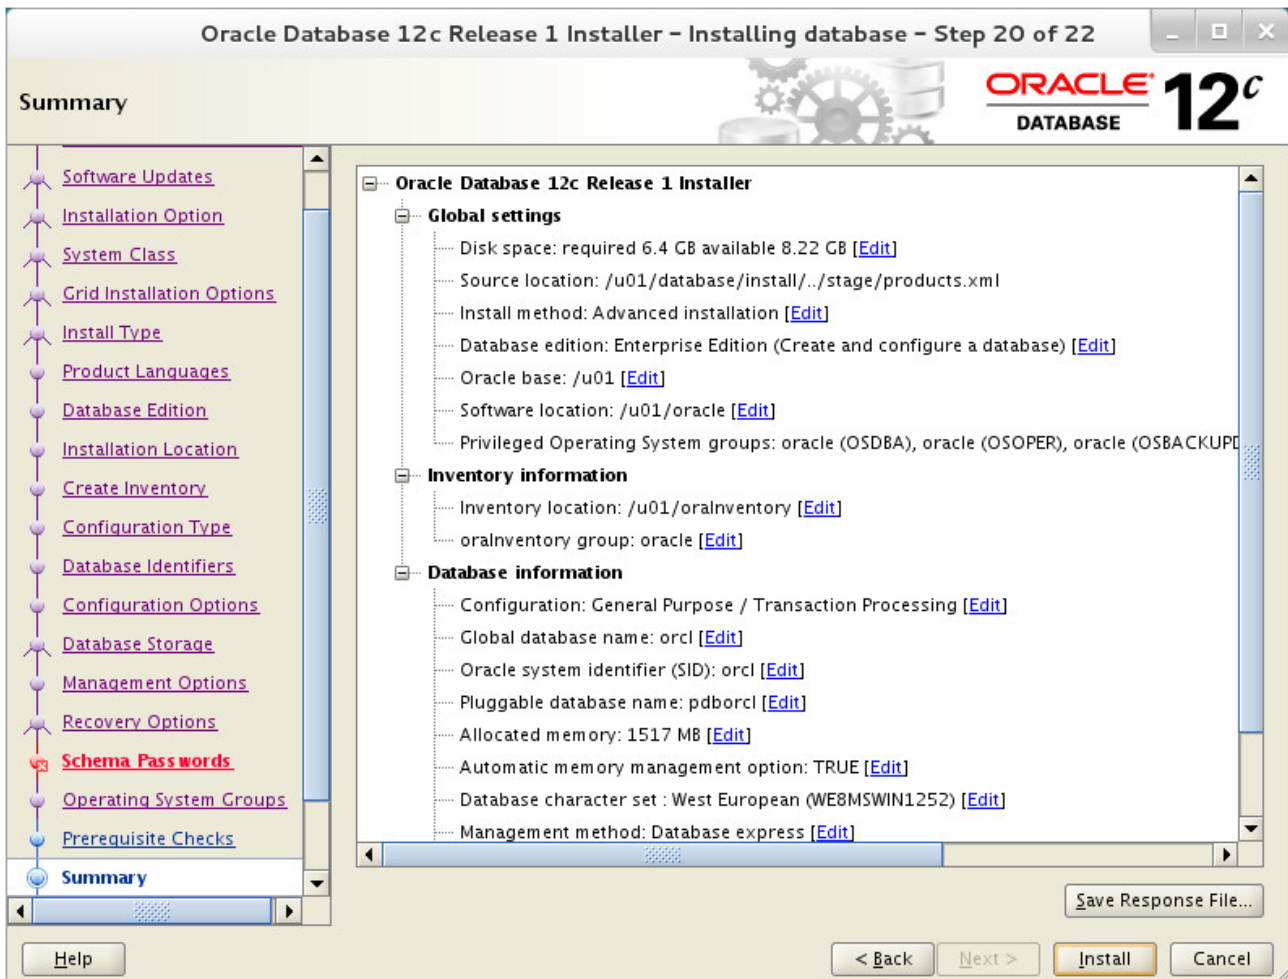 Oracle Database 12c Release 1 Installer – Installing database – Step 20 of 22
Summary
ORACLE
DATABASE
12c
Software Updates
Installation Option
System Class
Grid Installation Options
Install Type
Product Languages
Database Edition
Installation Location
Create Inventory
Configuration Type
Database Identifiers
Configuration Options
Database Storage
Management Options
Recovery Options
Schema Passwords
Operating System Groups
Prerequisite Checks
Summary
Oracle Database 12c Release 1 Installer
Global settings
Disk space: required 6.4 GB available 8.22 GB [Edit]
Source location: /u01/database/install/../stage/products.xml
Install method: Advanced installation [Edit]
Database edition: Enterprise Edition (Create and configure a database) [Edit]
Oracle base: /u01 [Edit]
Software location: /u01/oracle [Edit]
Privileged Operating System groups: oracle (OSDBA), oracle (OSOPER), oracle (OSBACKUPD
Inventory information
Inventory location: /u01/oraInventory [Edit]
oraInventory group: oracle [Edit]
Database information
Configuration: General Purpose / Transaction Processing [Edit]
Global database name: orcl [Edit]
Oracle system identifier (SID): orcl [Edit]
Pluggable database name: pdborcl [Edit]
Allocated memory: 1517 MB [Edit]
Automatic memory management option: TRUE [Edit]
Database character set : West European (WE8MSWIN1252) [Edit]
Management method: Database express [Edit]
Save Response File...
Help
< Back
Next >
Install
Cancel